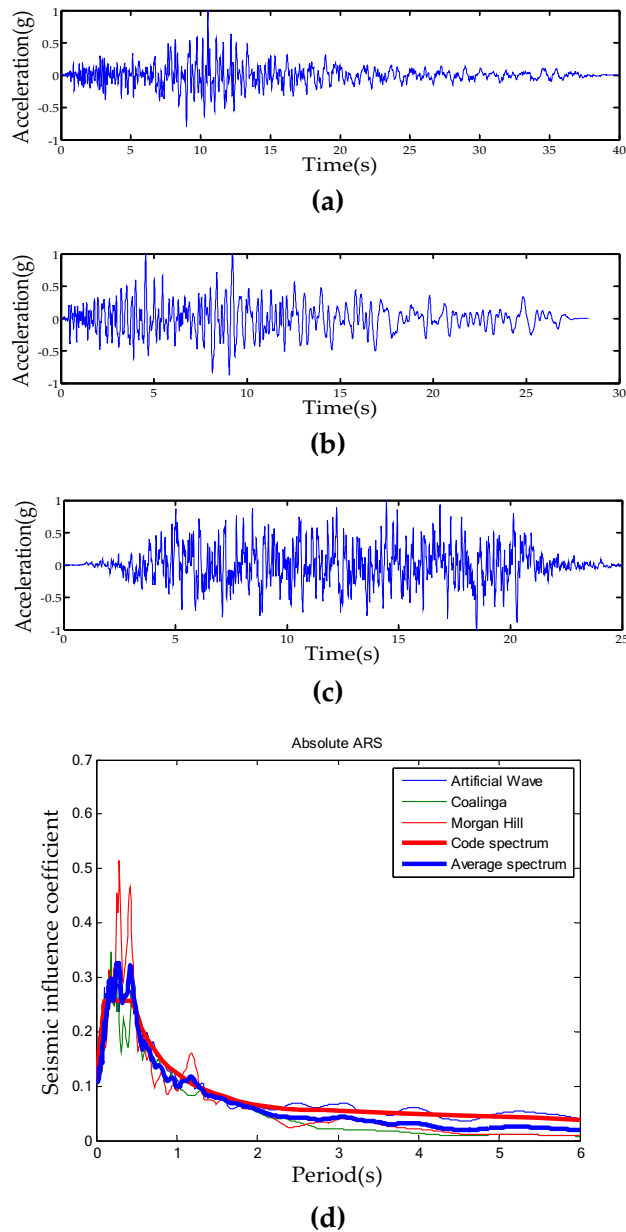 Acceleration(g)
1
0.5
0
-0.5
-1
0 5 10 15 20 25 30 35 40
Time(s)
(a)
Acceleration(g)
1
0.5
0
-0.5
-1
0 5 10 15 20 25 30
Time(s)
(b)
Acceleration(g)
1
0.5
0
-0.5
-1
0 5 10 15 20 25
Time(s)
(c)
Absolute ARS
Seismic influence coefficient
0.7
0.6
0.5
0.4
0.3
0.2
0.1
0
Artificial Wave
Coalinga
Morgan Hill
Code spectrum
Average spectrum
0 1 2 3 4 5 6
Period(s)
(d)